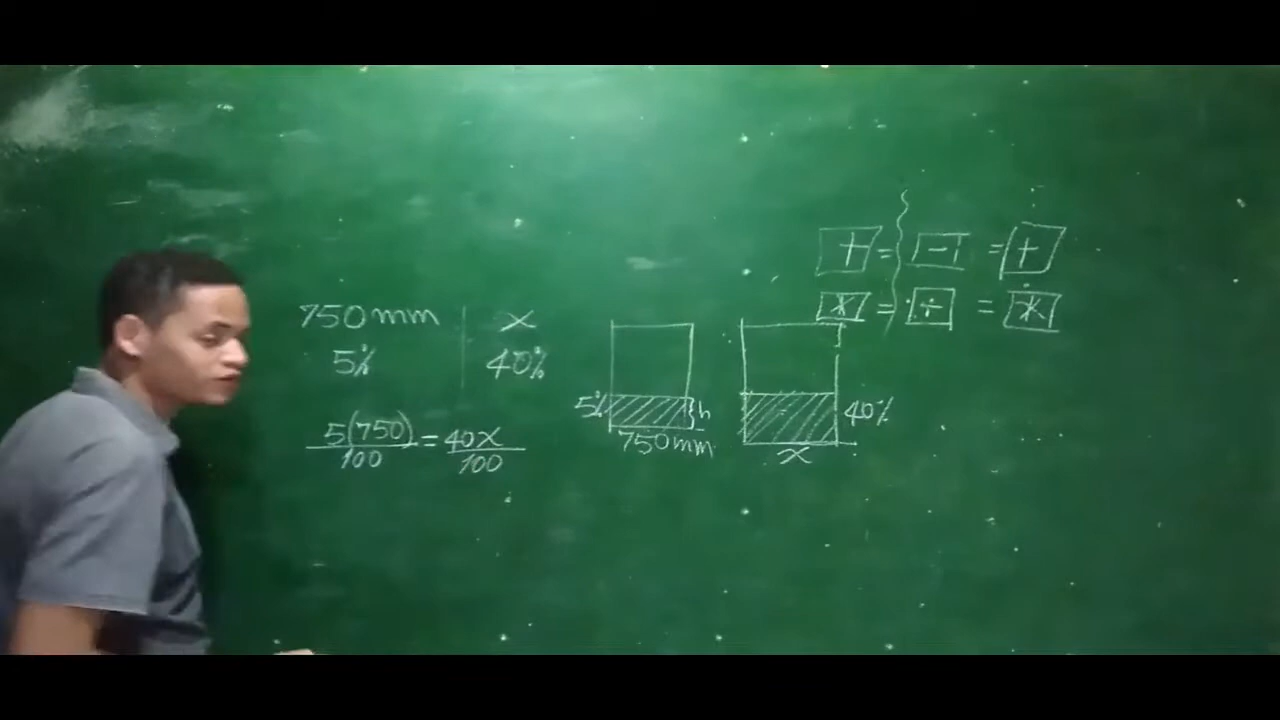 750mm | x
5% | 40%
5(750) = 40x
100 100
5% h
750mm
40%
x
+ = - = +
* = ÷ = *